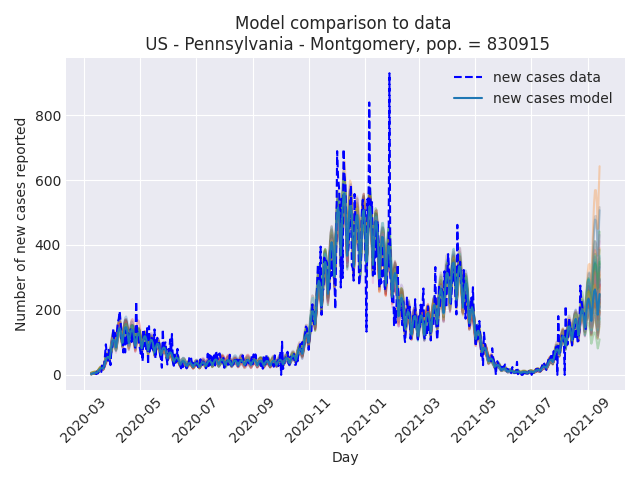 Model comparison to data
US - Pennsylvania - Montgomery, pop. = 830915
new cases data
new cases model
Number of new cases reported
800
600
400
200
0
2020-03
2020-05
2020-07
2020-09
2020-11
2021-01
2021-03
2021-05
2021-07
2021-09
Day